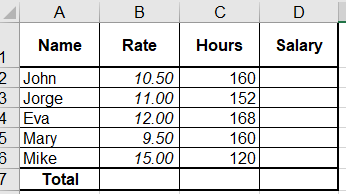 A B C D
1 Name Rate Hours Salary
2 John 10.50 160
3 Jorge 11.00 152
4 Eva 12.00 168
5 Mary 9.50 160
6 Mike 15.00 120
7 Total